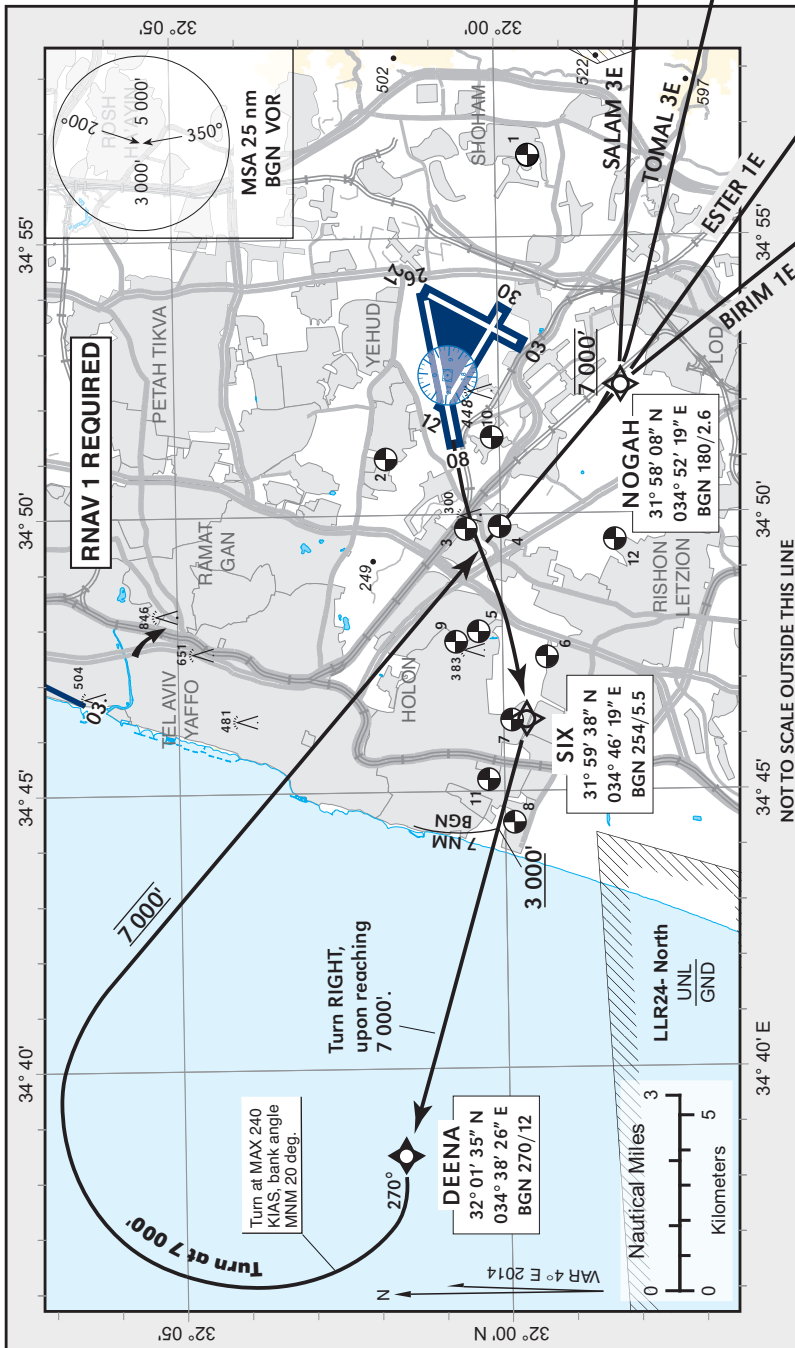 RNAV 1 REQUIRED
MSA 25 nm
BGN VOR
200°
350°
3 000'
5 000'
34° 40'
34° 45'
34° 50'
34° 55'
32° 05'
32° 00'
32° 05'
32° 00' N
34° 40' E
34° 45'
34° 50'
34° 55'
504
03.
846
651
481
TEL AVIV
YAFFO
RAMAT
GAN
PETAH TIKVA
YEHUD
HOLON
SHOHAM
RISHON
LETZION
LOD
249
300
383
448
502
522
597
26
12
08
30
03
1
2
3
4
5
6
7
8
9
10
11
12
7 000'
Turn at 7 000'
Turn at MAX 240
KIAS, bank angle
MNM 20 deg.
Turn RIGHT,
upon reaching
7 000'.
270°
DEENA
32° 01' 35" N
034° 38' 26" E
BGN 270/12
7 NM
BGN
3 000'
SIX
31° 59' 38" N
034° 46' 19" E
BGN 254/5.5
7 000'
NOGAH
31° 58' 08" N
034° 52' 19" E
BGN 180/2.6
SALAM 3E
TOMAL 3E
ESTER 1E
BIRIM 1E
LLR24- North
UNL
GND
N
VAR 4° E 2014
Nautical Miles
0
3
0
5
Kilometers
NOT TO SCALE OUTSIDE THIS LINE